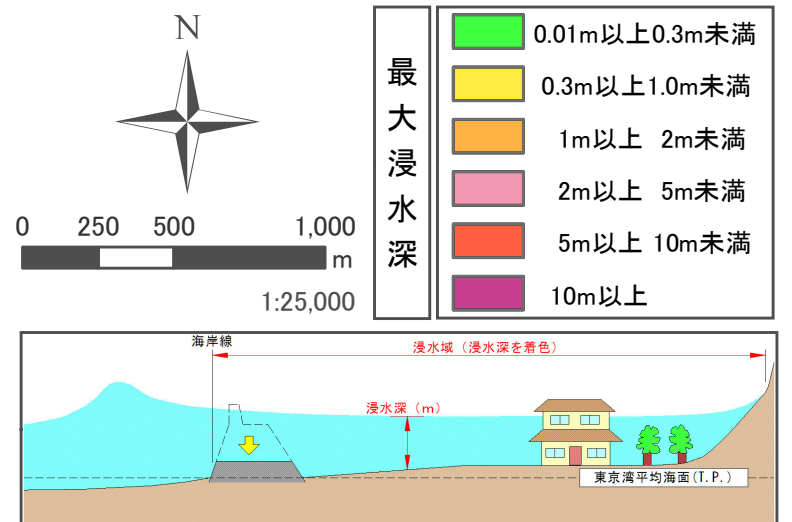 N
0 250 500 1,000
m
1:25,000
最大浸水深
0.01m以上0.3m未満
0.3m以上1.0m未満
1m以上 2m未満
2m以上 5m未満
5m以上 10m未満
10m以上
海岸線
浸水域（浸水深を着色）
浸水深（m）
東京湾平均海面(T.P.)